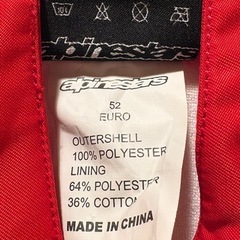 alpinestars
alpinestars
52
EURO
OUTERSHELL
100% POLYESTER
LINING
64% POLYESTER
36% COTTON
MADE IN CHINA